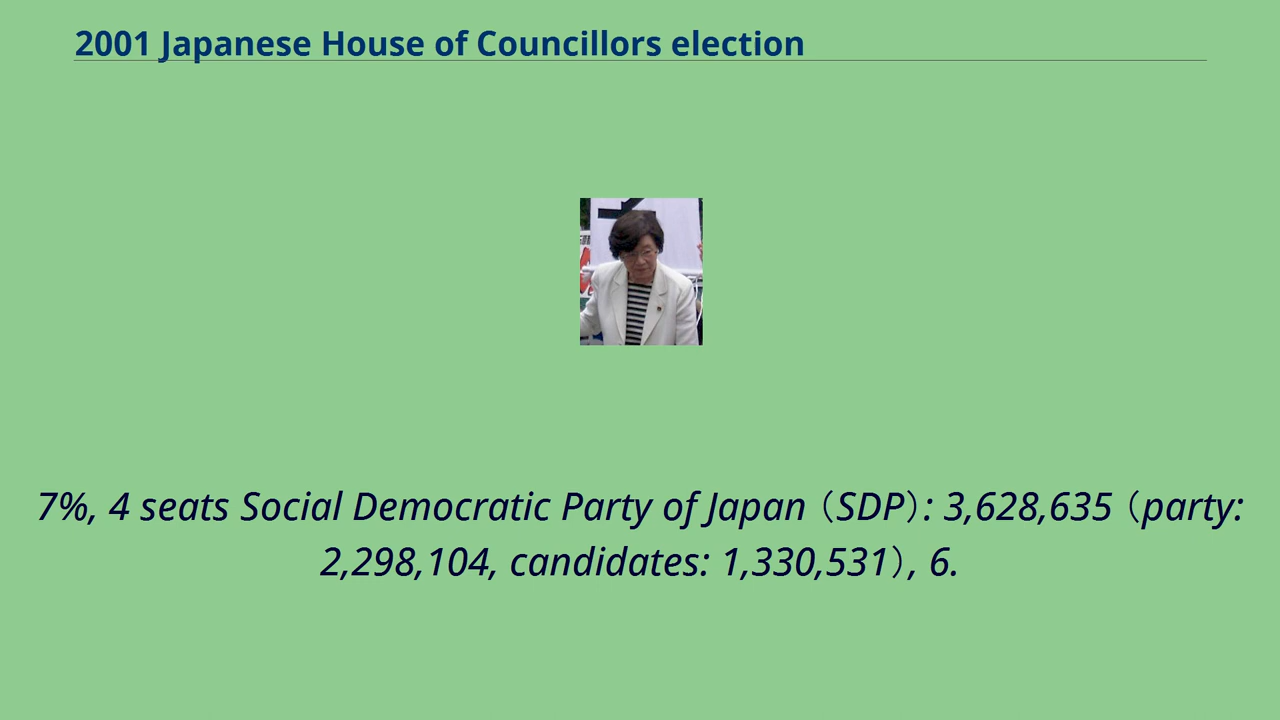 2001 Japanese House of Councillors election
7%, 4 seats Social Democratic Party of Japan（SDP）: 3,628,635（party:
2,298,104, candidates: 1,330,531）, 6.